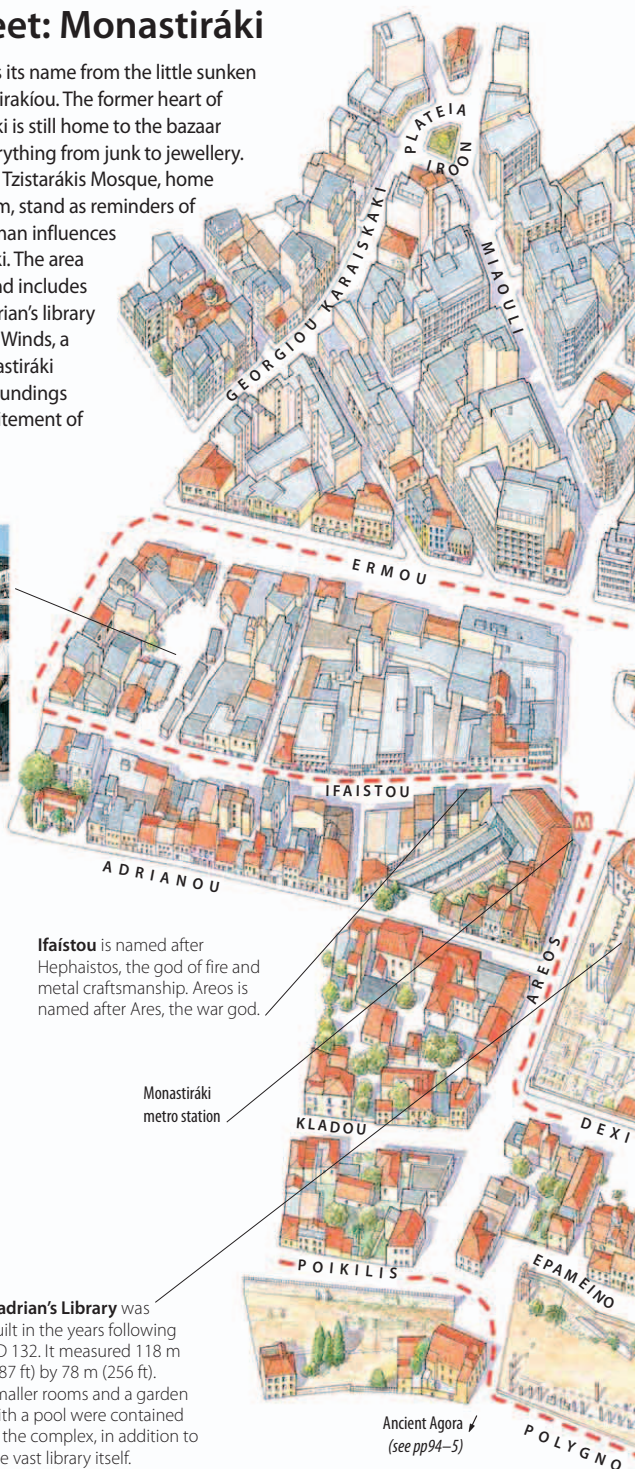 eet: Monastiráki
s its name from the little sunken
irakíou. The former heart of
ki is still home to the bazaar
erything from junk to jewellery.
Tzistarákis Mosque, home
m, stand as reminders of
man influences
ki. The area
nd includes
rian's library
Winds, a
astiráki
undings
itement of
PLATEIA
IROON
GEORGIOU KARAISKAKI
MIAOULI
ERMOU
IFAISTOU
M
ADRIANOU
AREOS
Ifaístou is named after
Hephaistos, the god of fire and
metal craftsmanship. Areos is
named after Ares, the war god.
Monastiráki
metro station
KLADOU
DEXI
POIKILIS
EPAMEINO
adrian's Library was
uilt in the years following
D 132. It measured 118 m
87 ft) by 78 m (256 ft).
maller rooms and a garden
ith a pool were contained
the complex, in addition to
e vast library itself.
Ancient Agora
(see pp94–5)
POLYGNO